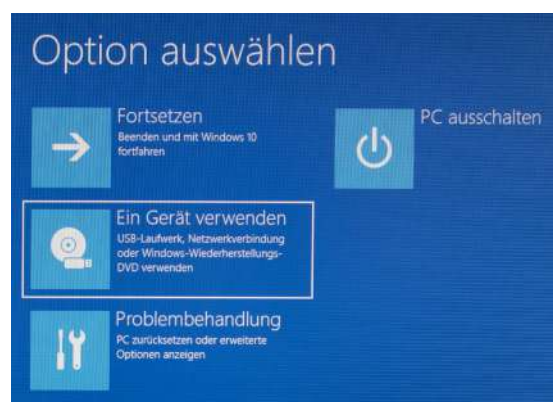 Option auswählen
Fortsetzen
Beenden und mit Windows 10
fortfahren
PC ausschalten
Ein Gerät verwenden
USB-Laufwerk, Netzwerkverbindung
oder Windows-Wiederherstellungs-
DVD verwenden
Problembehandlung
PC zurücksetzen oder erweiterte
Optionen anzeigen